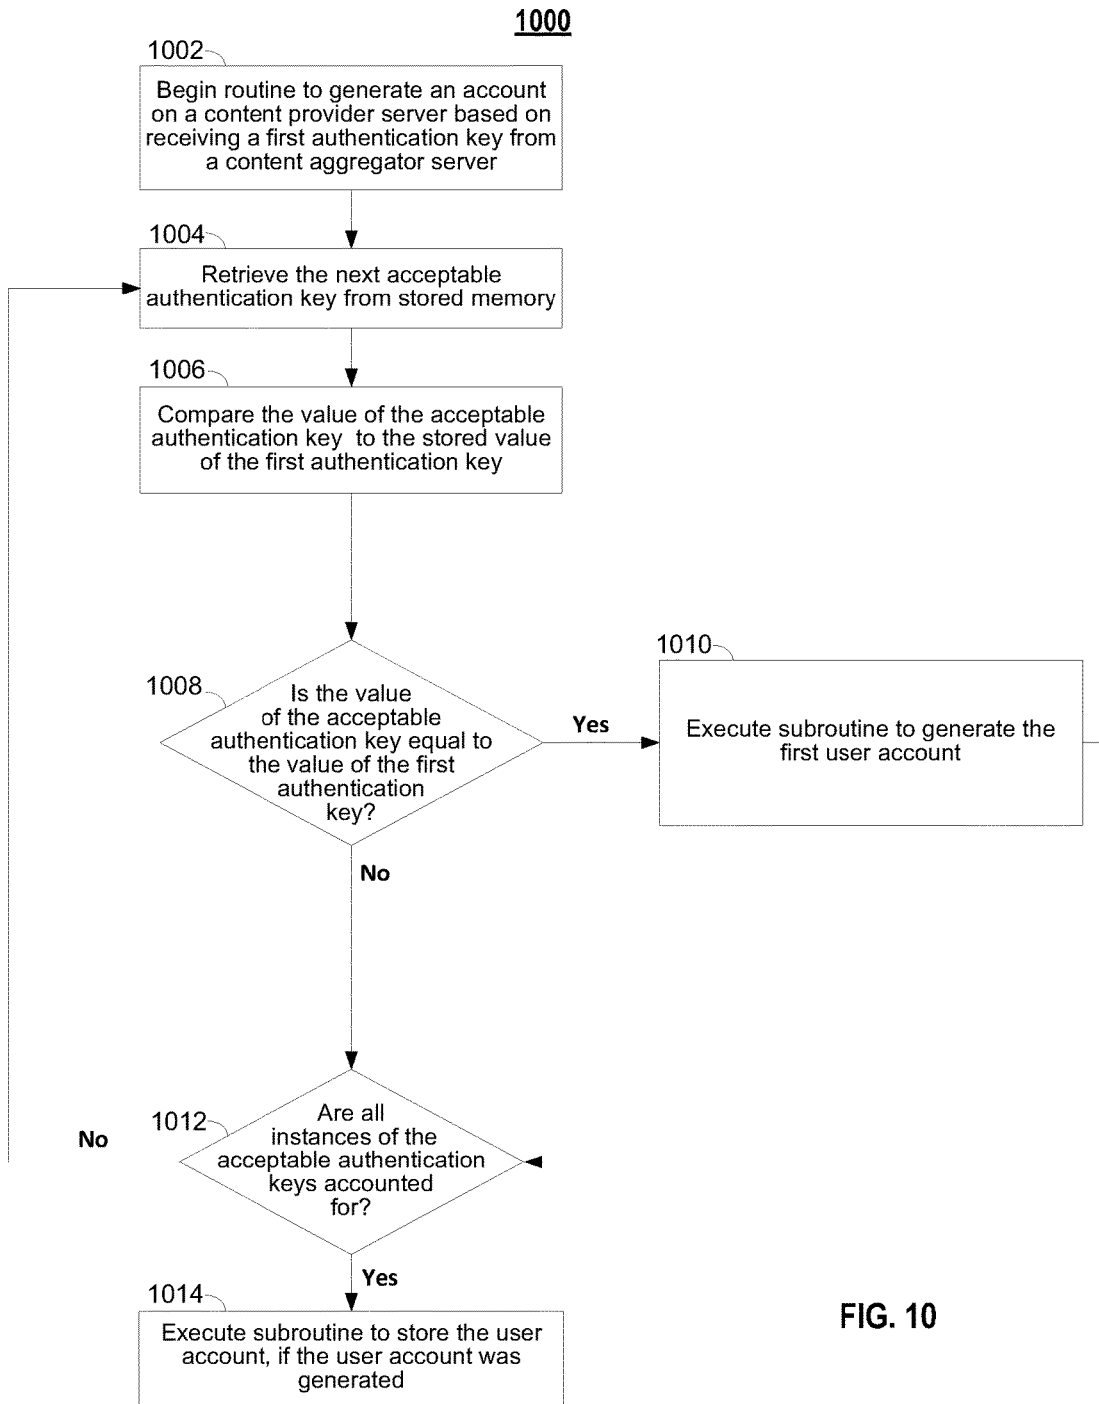 1000
1002
Begin routine to generate an account
on a content provider server based on
receiving a first authentication key from
a content aggregator server
1004
Retrieve the next acceptable
authentication key from stored memory
1006
Compare the value of the acceptable
authentication key to the stored value
of the first authentication key
1008
Is the value
of the acceptable
authentication key equal to
the value of the first
authentication
key?
Yes
1010
Execute subroutine to generate the
first user account
No
1012
Are all
instances of the
acceptable authentication
keys accounted
for?
No
Yes
1014
Execute subroutine to store the user
account, if the user account was
generated
FIG. 10